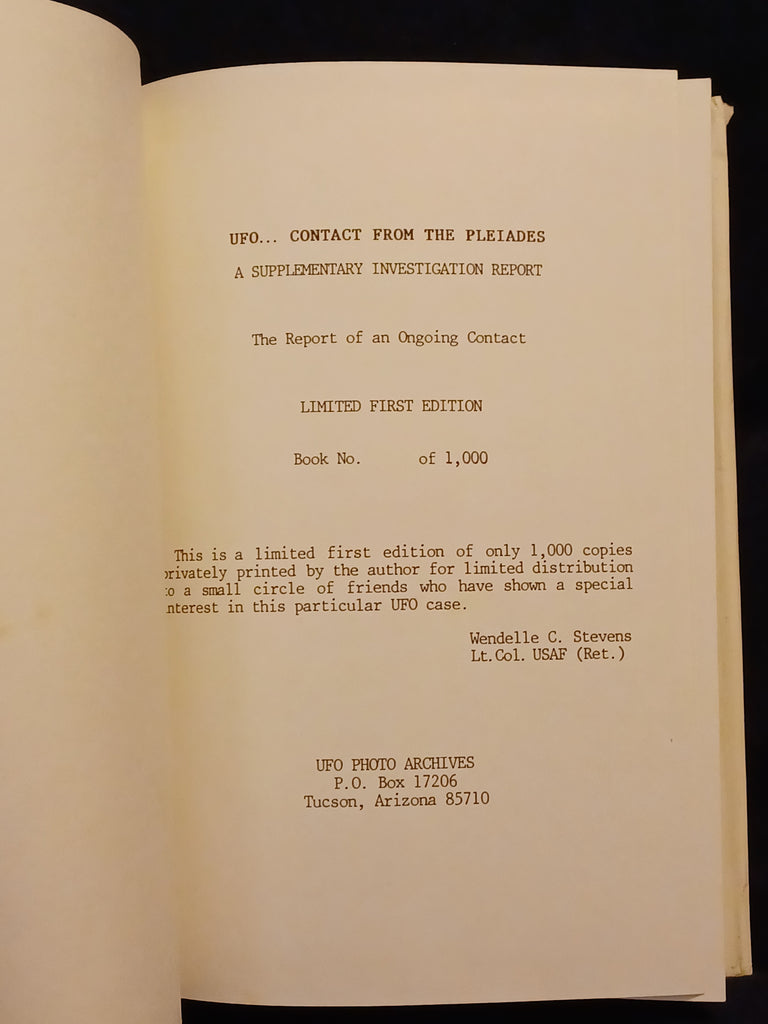 UFO... CONTACT FROM THE PLEIADES
A SUPPLEMENTARY INVESTIGATION REPORT
The Report of an Ongoing Contact
LIMITED FIRST EDITION
Book No. of 1,000
This is a limited first edition of only 1,000 copies
privately printed by the author for limited distribution
to a small circle of friends who have shown a special
interest in this particular UFO case.
Wendelle C. Stevens
Lt.Col. USAF (Ret.)
UFO PHOTO ARCHIVES
P.O. Box 17206
Tucson, Arizona 85710